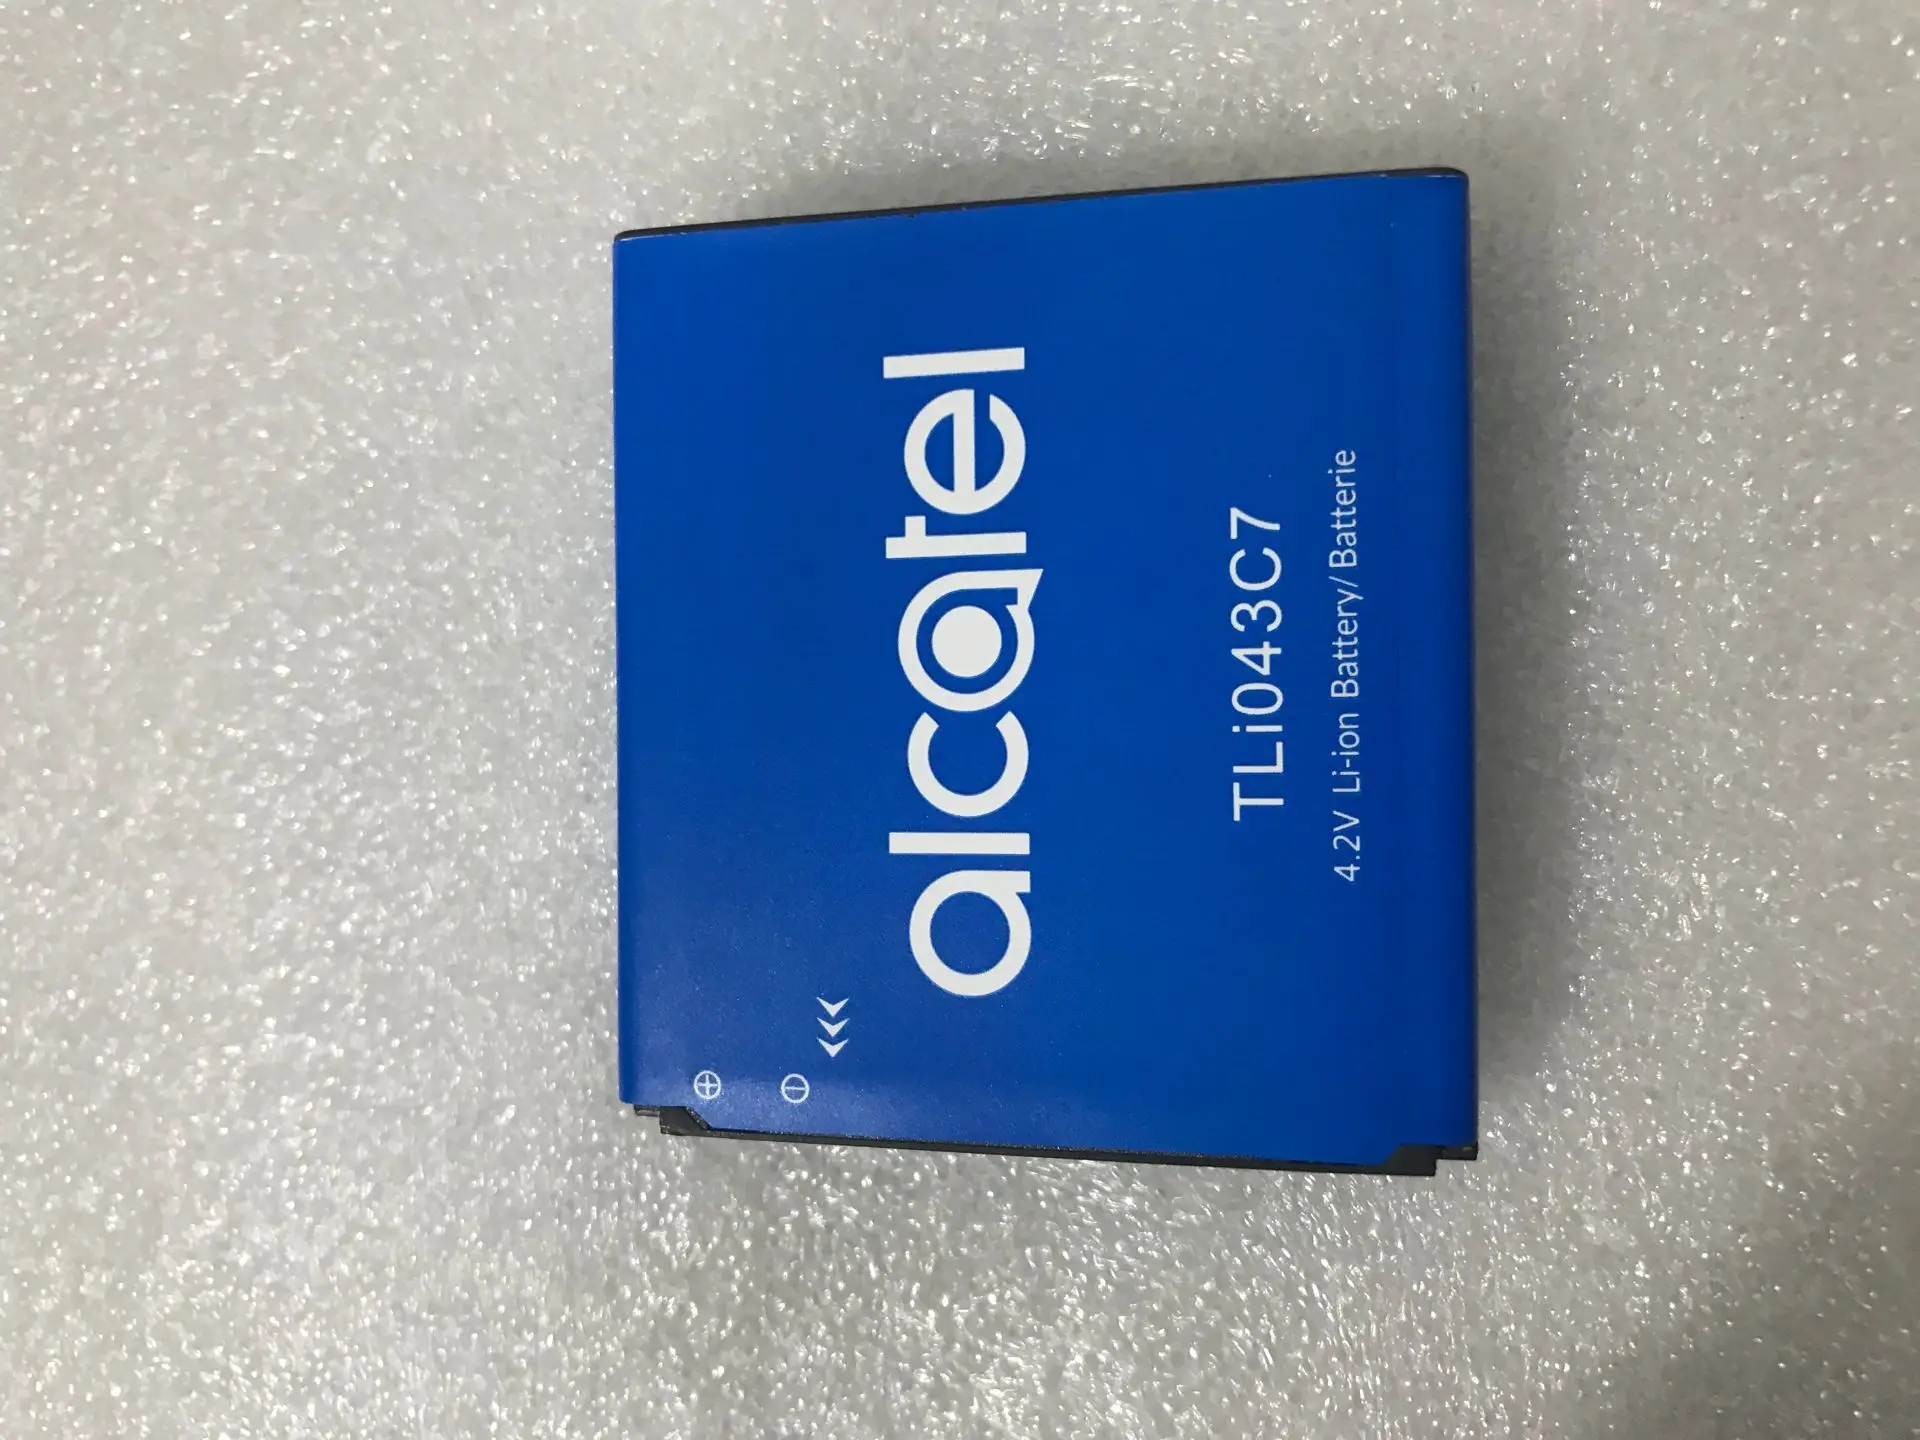 alcatel
TLi043C7
4.2V Li-ion Battery/Batterie